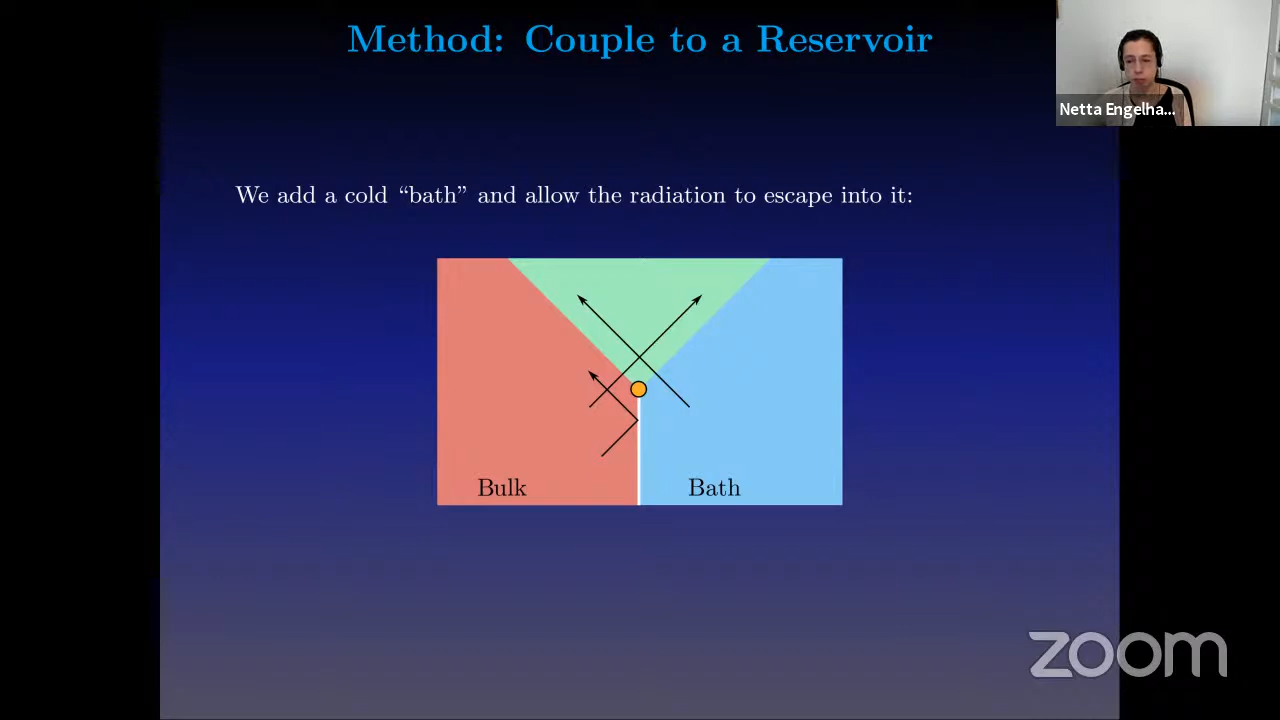 Method: Couple to a Reservoir
Netta Engelha...
We add a cold “bath” and allow the radiation to escape into it:
Bulk
Bath
zoom